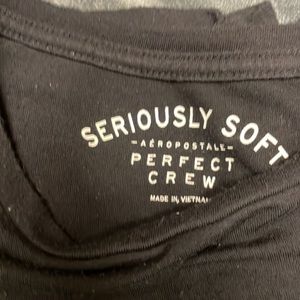 SERIOUSLY SOFT
-AÉROPOSTALE-
PERFECT
CREW
MADE IN VIETNAM